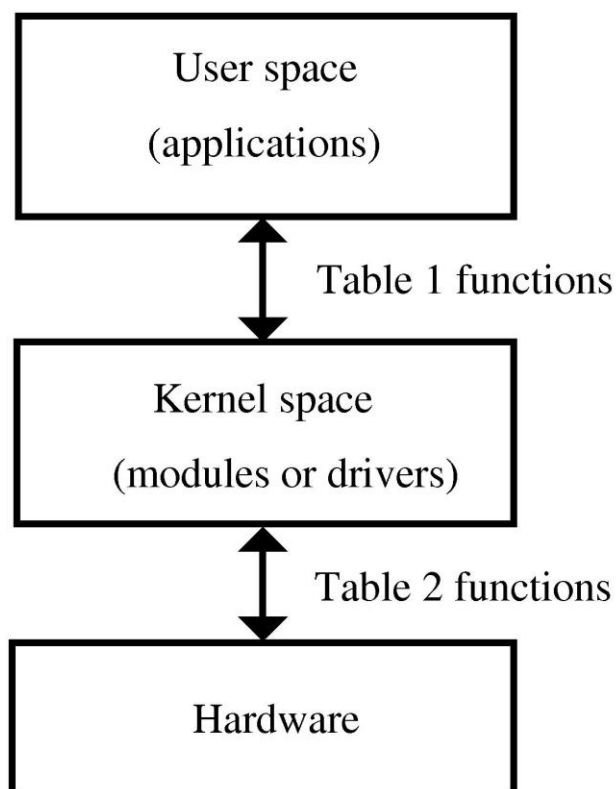 User space
(applications)
Table 1 functions
Kernel space
(modules or drivers)
Table 2 functions
Hardware